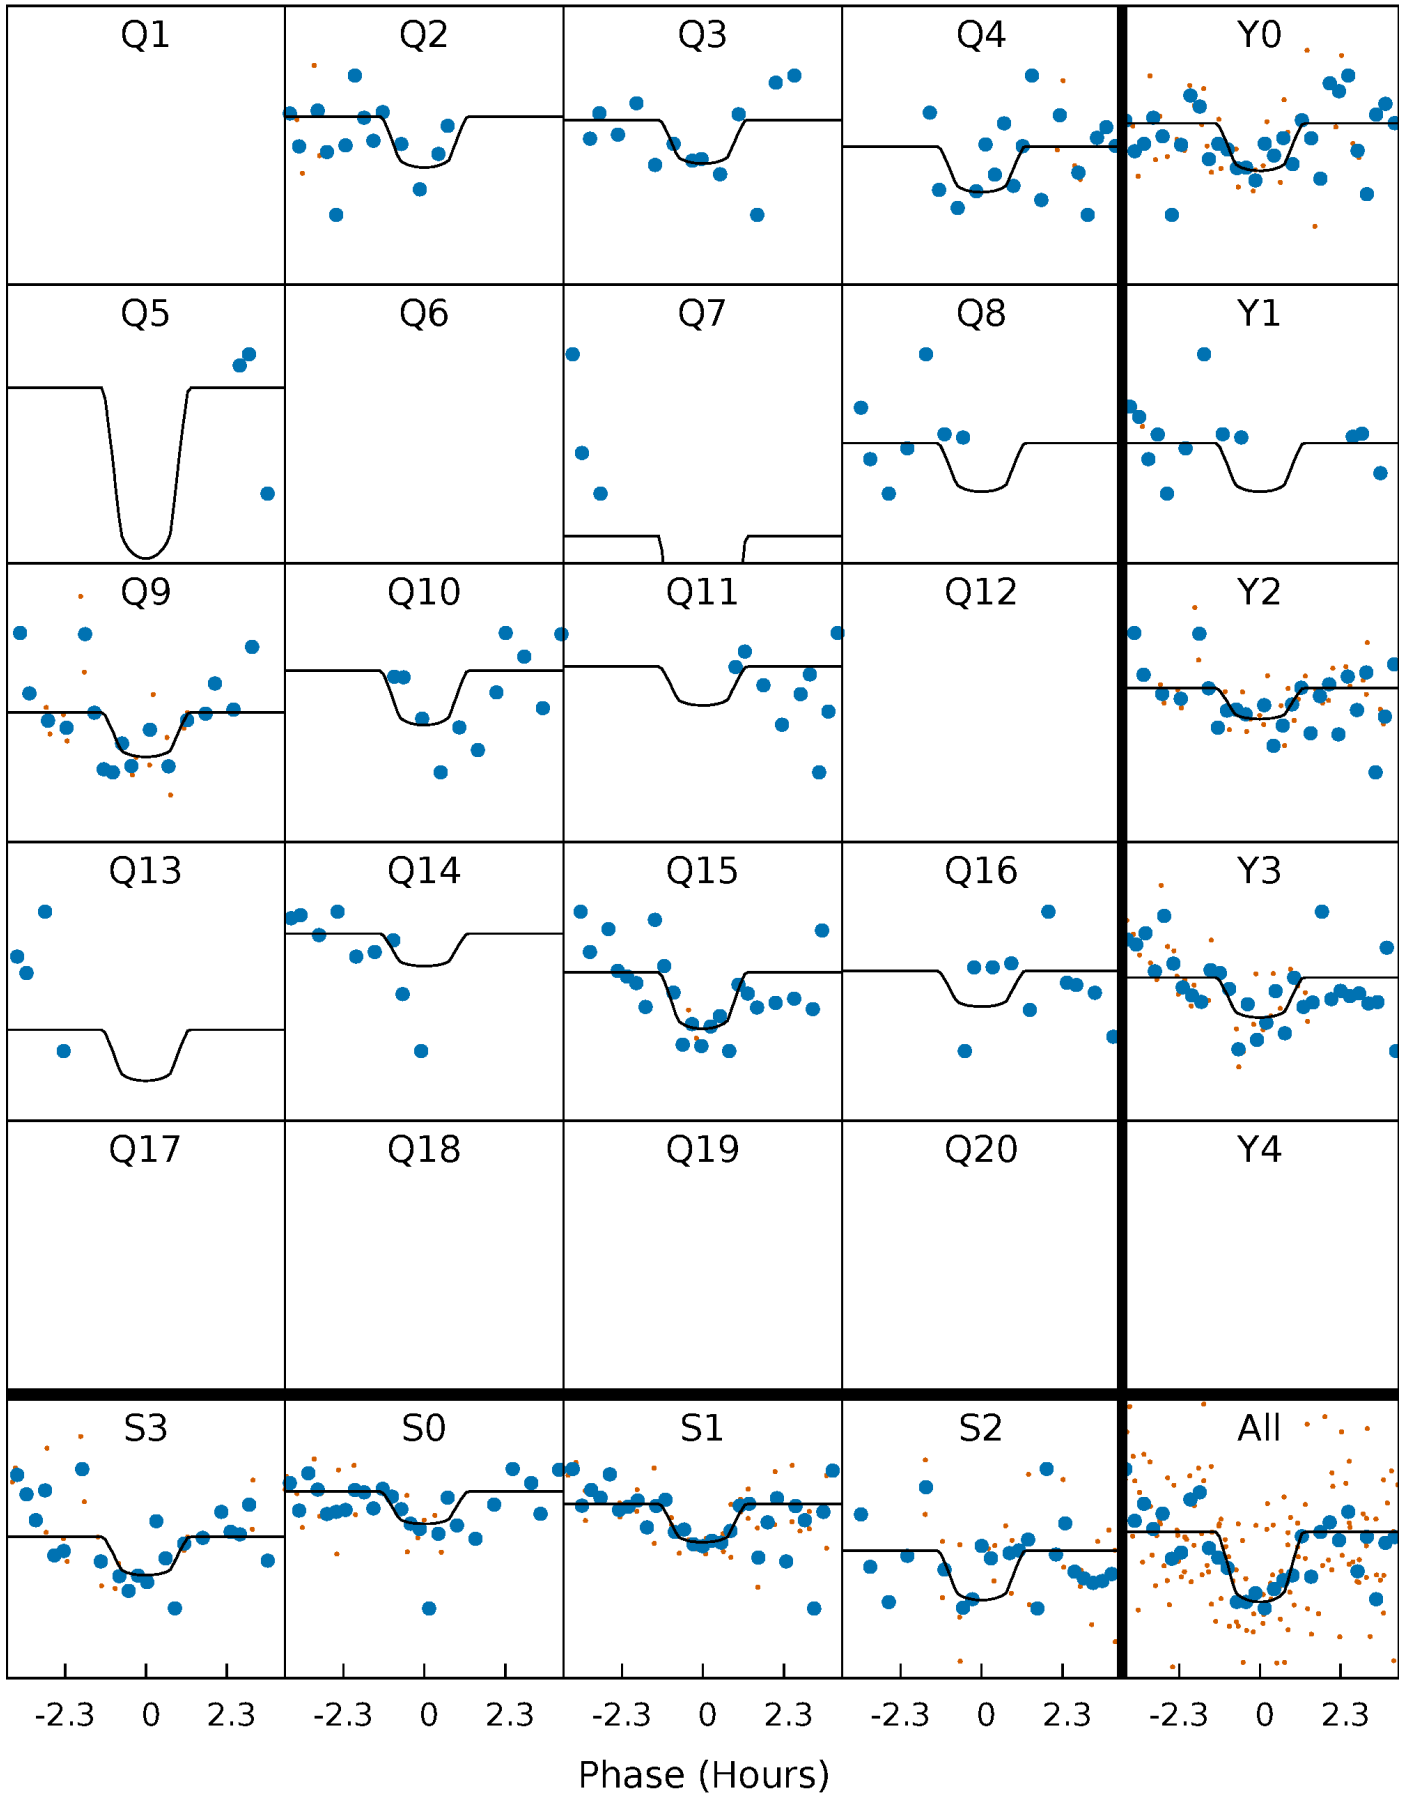 Q1 Q2 Q3 Q4 Y0
Q5 Q6 Q7 Q8 Y1
Q9 Q10 Q11 Q12 Y2
Q13 Q14 Q15 Q16 Y3
Q17 Q18 Q19 Q20 Y4
S3 S0 S1 S2 All
-2.3 0 2.3 -2.3 0 2.3 -2.3 0 2.3 -2.3 0 2.3 -2.3 0 2.3
Phase (Hours)